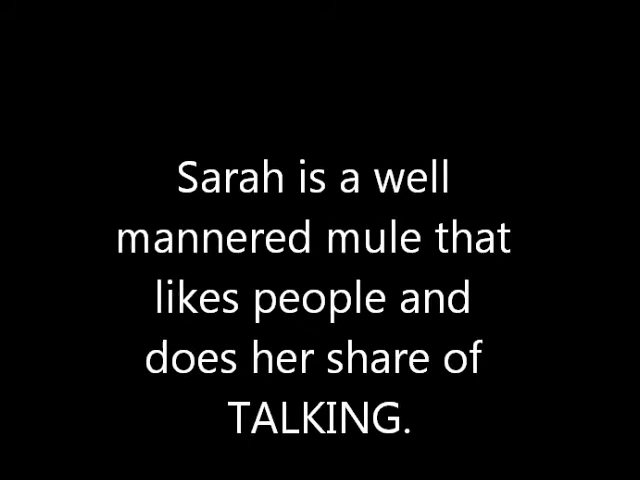 Sarah is a well
mannered mule that
likes people and
does her share of
TALKING.